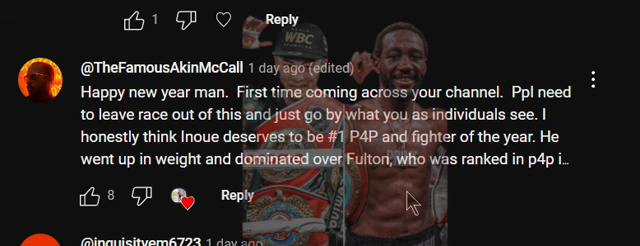 1 Reply
@TheFamousAkinMcCall 1 day ago (edited)
Happy new year man. First time coming across your channel. Ppl need
to leave race out of this and just go by what you as individuals see. I
honestly think Inoue deserves to be #1 P4P and fighter of the year. He
went up in weight and dominated over Fulton, who was ranked in p4p i…
8 Reply
@inquisityem6723 1 day ago
WBC